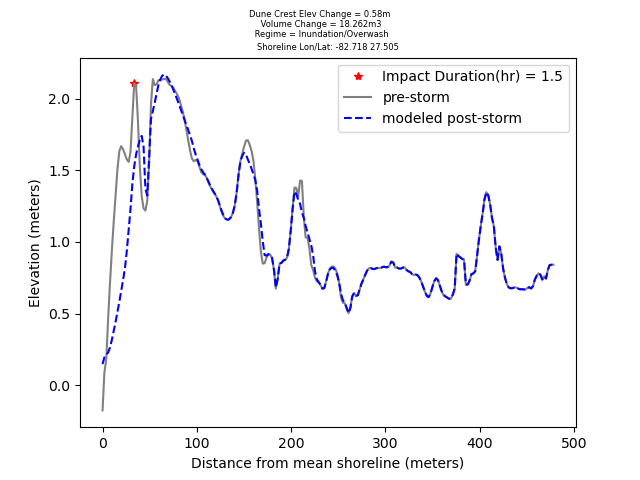 Dune Crest Elev Change = 0.58m
Volume Change = 18.262m3
Regime = Inundation/Overwash
Shoreline Lon/Lat: -82.718 27.505
Impact Duration(hr) = 1.5
pre-storm
modeled post-storm
Elevation (meters)
2.0
1.5
1.0
0.5
0.0
0 100 200 300 400 500
Distance from mean shoreline (meters)